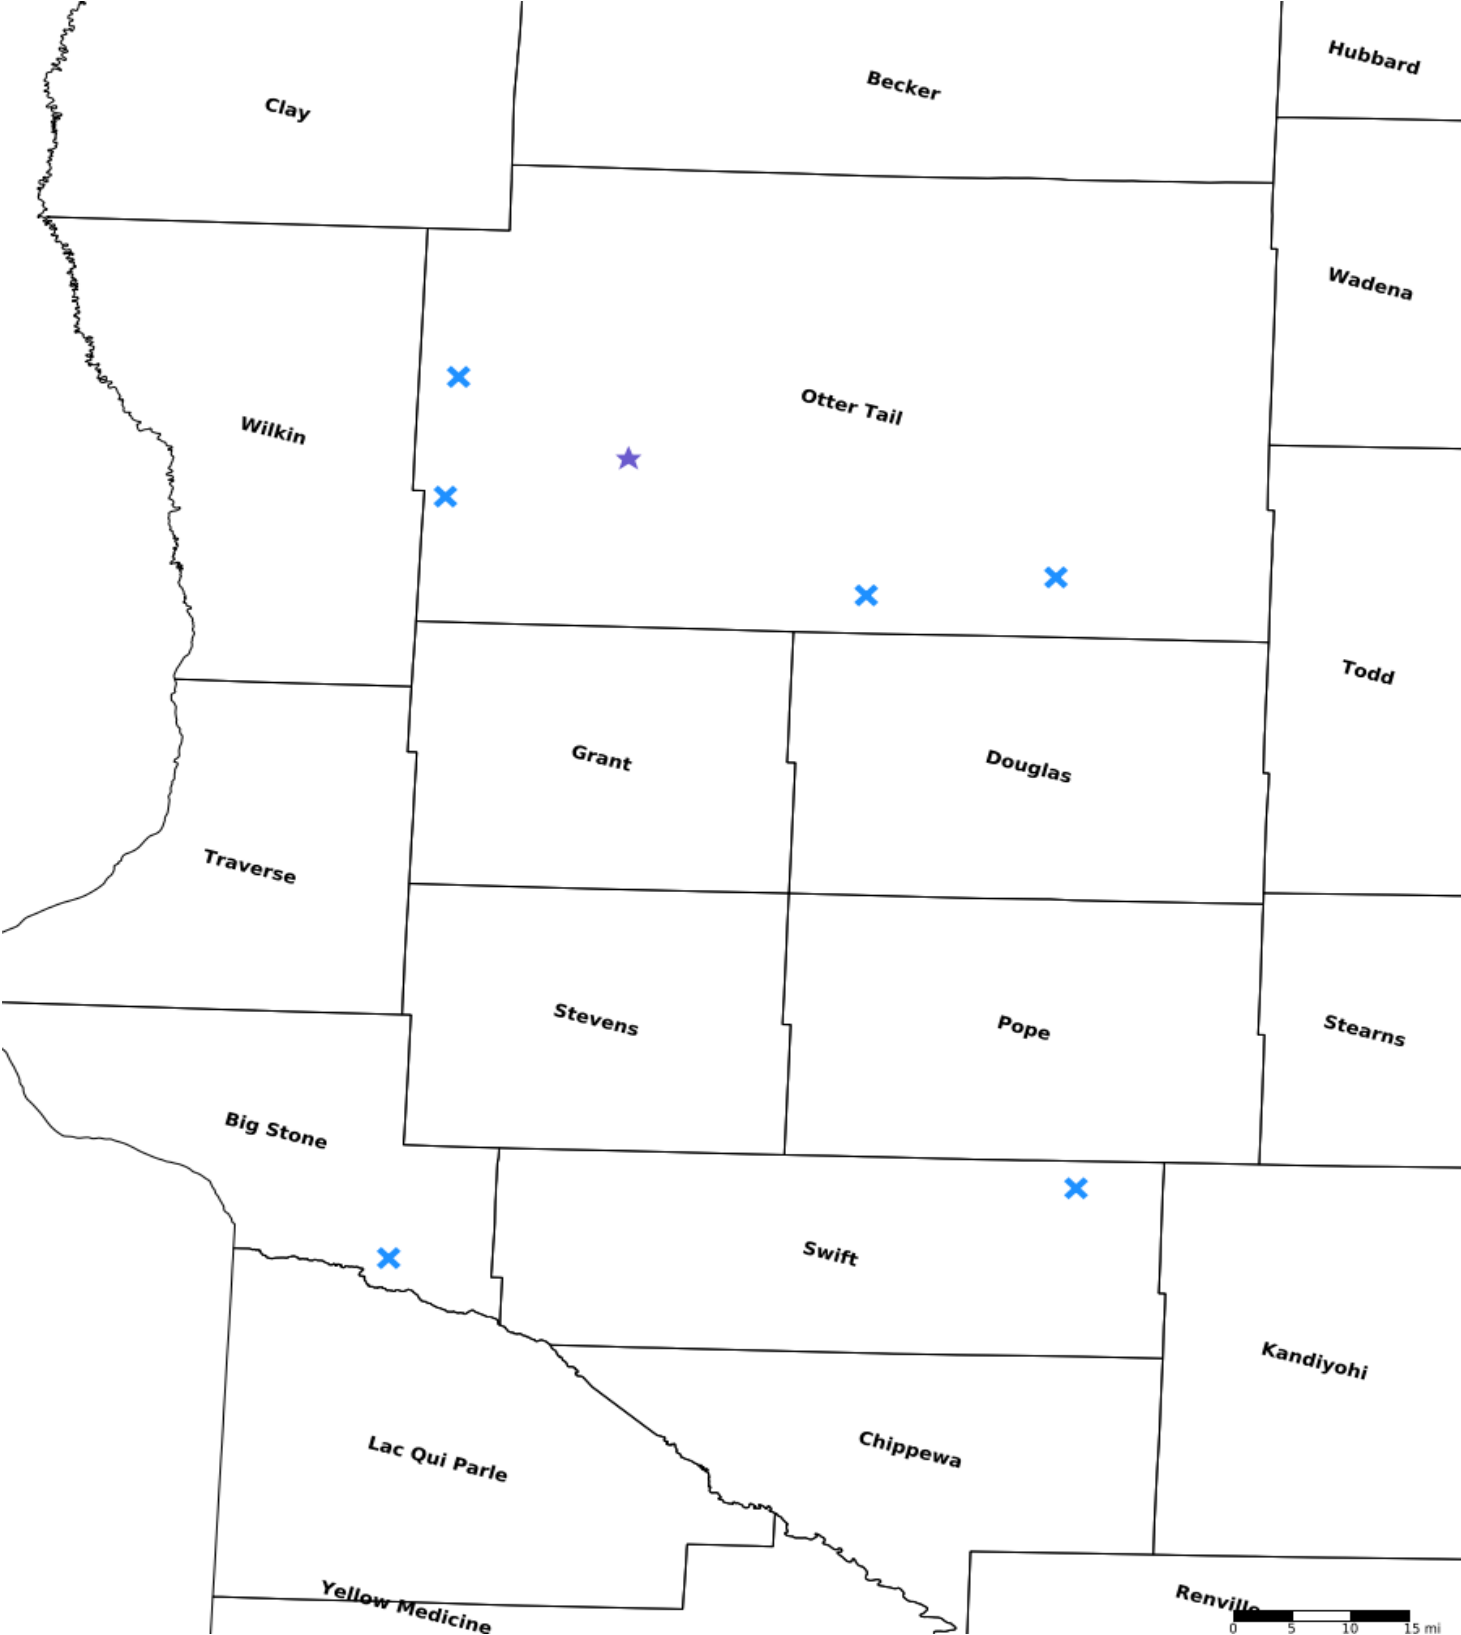 Hubbard
Becker
Clay
Wadena
Otter Tail
Wilkin
Todd
Grant
Douglas
Traverse
Stevens
Pope
Stearns
Big Stone
Swift
Kandiyohi
Lac Qui Parle
Chippewa
Yellow Medicine
Renville
0 5 10 15 mi